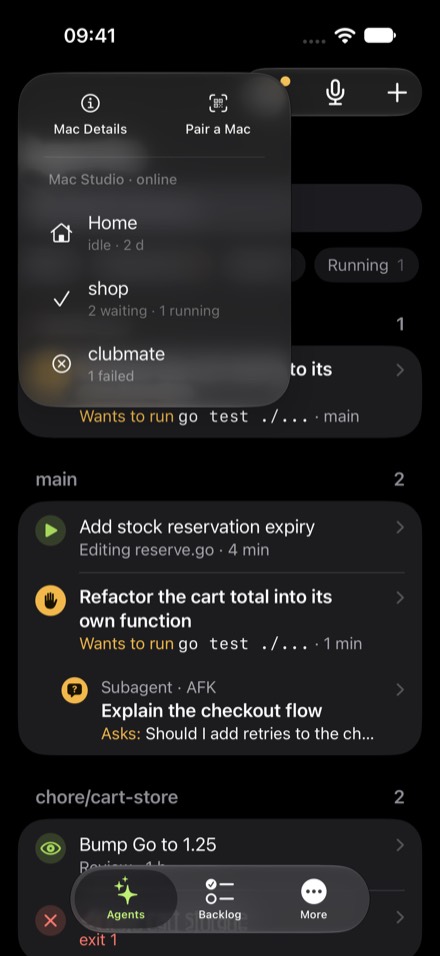 09:41
Mac Details
Pair a Mac
Mac Studio · online
Home
idle · 2 d
shop
2 waiting · 1 running
clubmate
1 failed
Running 1
1
to its
Wants to run go test ./... · main
main 2
Add stock reservation expiry
Editing reserve.go · 4 min
Refactor the cart total into its
own function
Wants to run go test ./... · 1 min
Subagent · AFK
Explain the checkout flow
Asks: Should I add retries to the ch...
chore/cart-store 2
Bump Go to 1.25
Review · 1 h
exit 1
Agents
Backlog
More